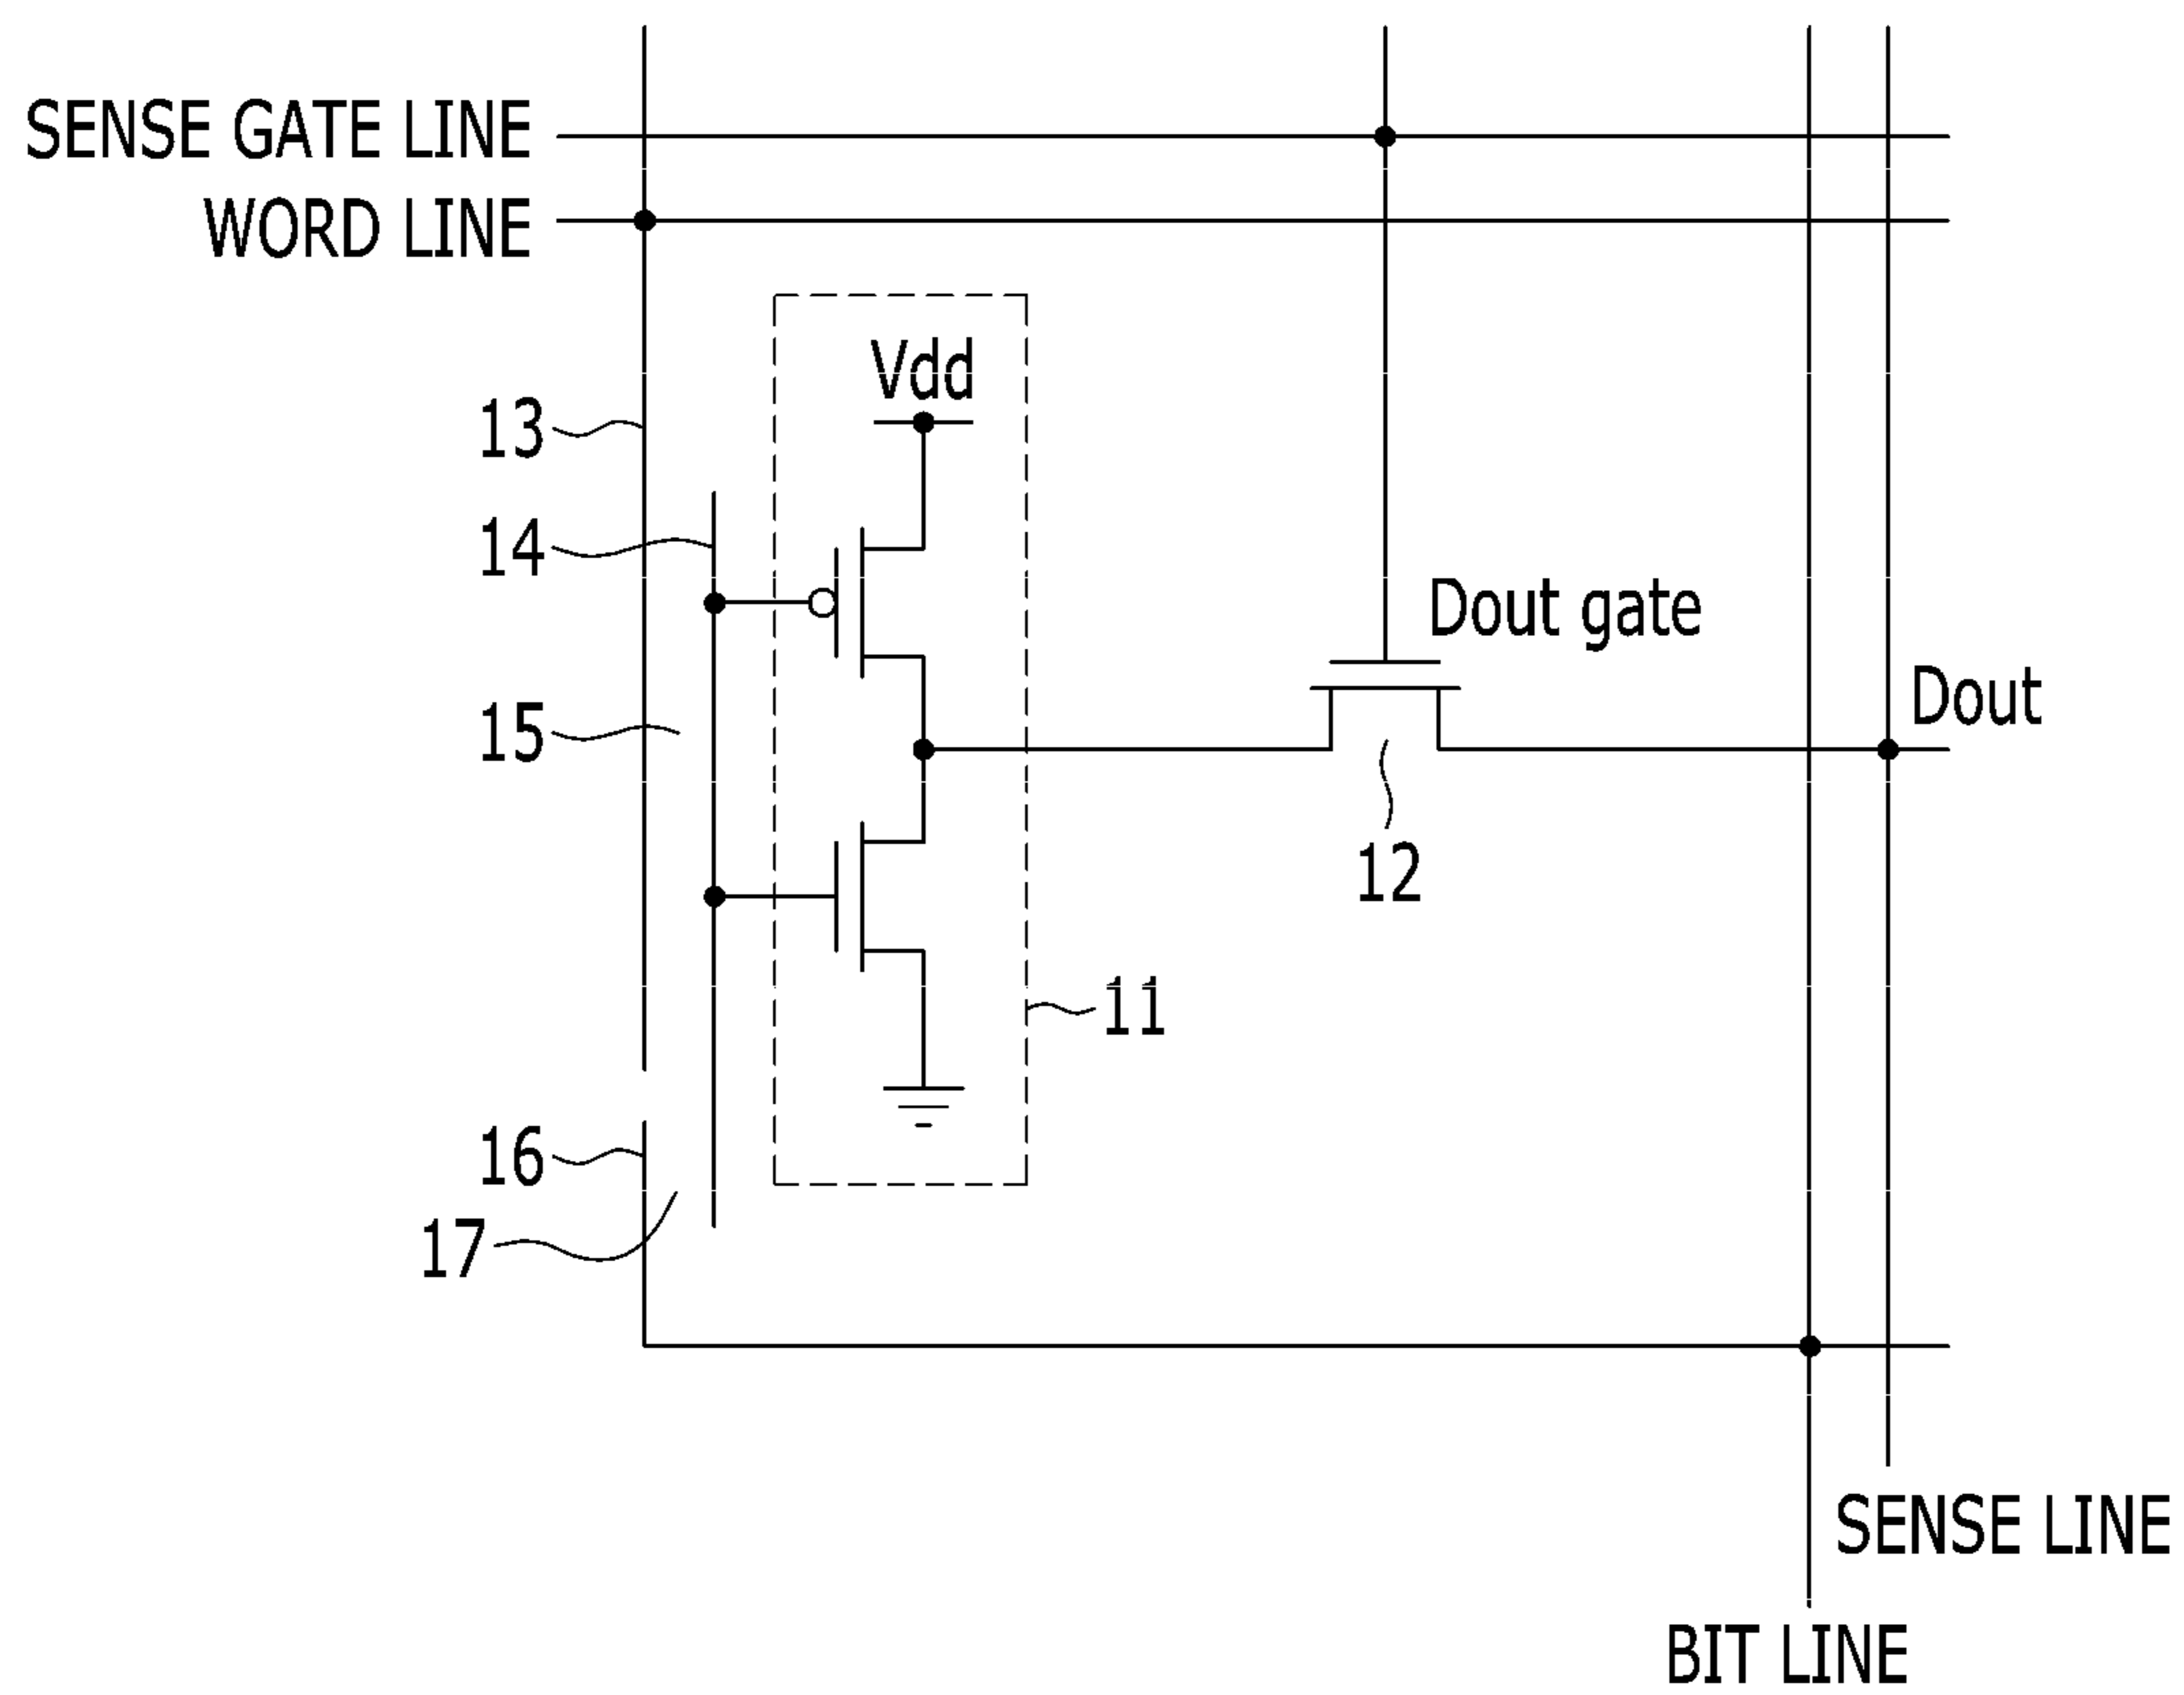 SENSE GATE LINE
WORD LINE
Vdd
13
14
Dout gate
Dout
15
12
11
16
17
SENSE LINE
BIT LINE